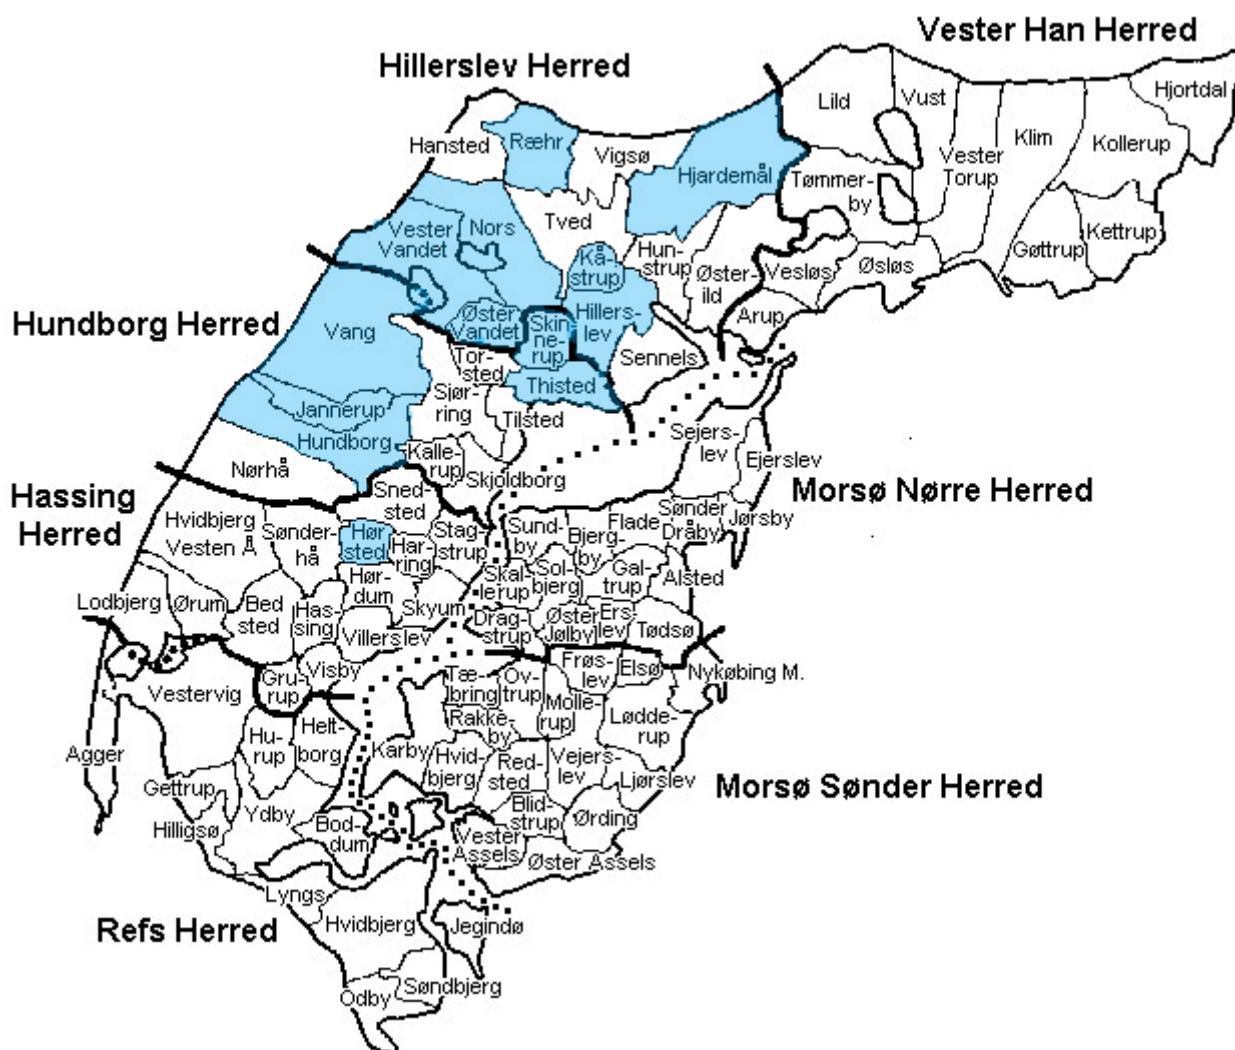 Vester Han Herred
Hillerslev Herred
Hjortdal
Lild
Vust
Klim
Kollerup
Hansted
Ræhr
Vigsø
Vester
Torup
Hjardemål
Tømmer-
by
Tved
Vester
Vandet
Nors
Kettrup
Gøttrup
Kå-
strup
Hun-
strup
Øster-
ild
Vesløs
Øsløs
Hundborg Herred
Vang
Øster
Vandet
Skin-
ne-
rup
Hillers-
lev
Arup
Sennels
Tor-
sted
Thisted
Sjør-
ring
Tilsted
Jannerup
Hundborg
Kalle-
rup
Sejers-
lev
Ejerslev
Nørhå
Skjoldborg
Hassing
Herred
Morsø Nørre Herred
Sned-
sted
Hvidbjerg
Vesten Å
Sønder-
hå
Hør
sted
Har-
ring
Stag-
strup
Sund-
by
Bjerg-
by
Flade
Sønder
Dråby
Jørsby
Hør-
dum
Skal-
lerup
Sol-
bjerg
Gal-
trup
Alsted
Lodbjerg
Ørum
Bed
sted
Has-
sing
Skyum
Villerslev
Drag-
strup
Øster
Jølby
Ers-
lev
Tødsø
Visby
Gru-
rup
Vestervig
Tæ-
bring
Ov-
trup
Frøs-
lev
Elsø
Nykøbing M.
Molle-
rup
Lødde-
rup
Rakke-
by
Agger
Hu-
rup
Helt-
borg
Karby
Hvid-
bjerg
Red-
sted
Vejers-
lev
Ljørslev
Morsø Sønder Herred
Gettrup
Hilligsø
Ydby
Bod-
dum
Blid-
strup
Ørding
Vester
Assels
Øster Assels
Lyngs
Refs Herred
Hvidbjerg
Jegindø
Søndbjerg
Odby